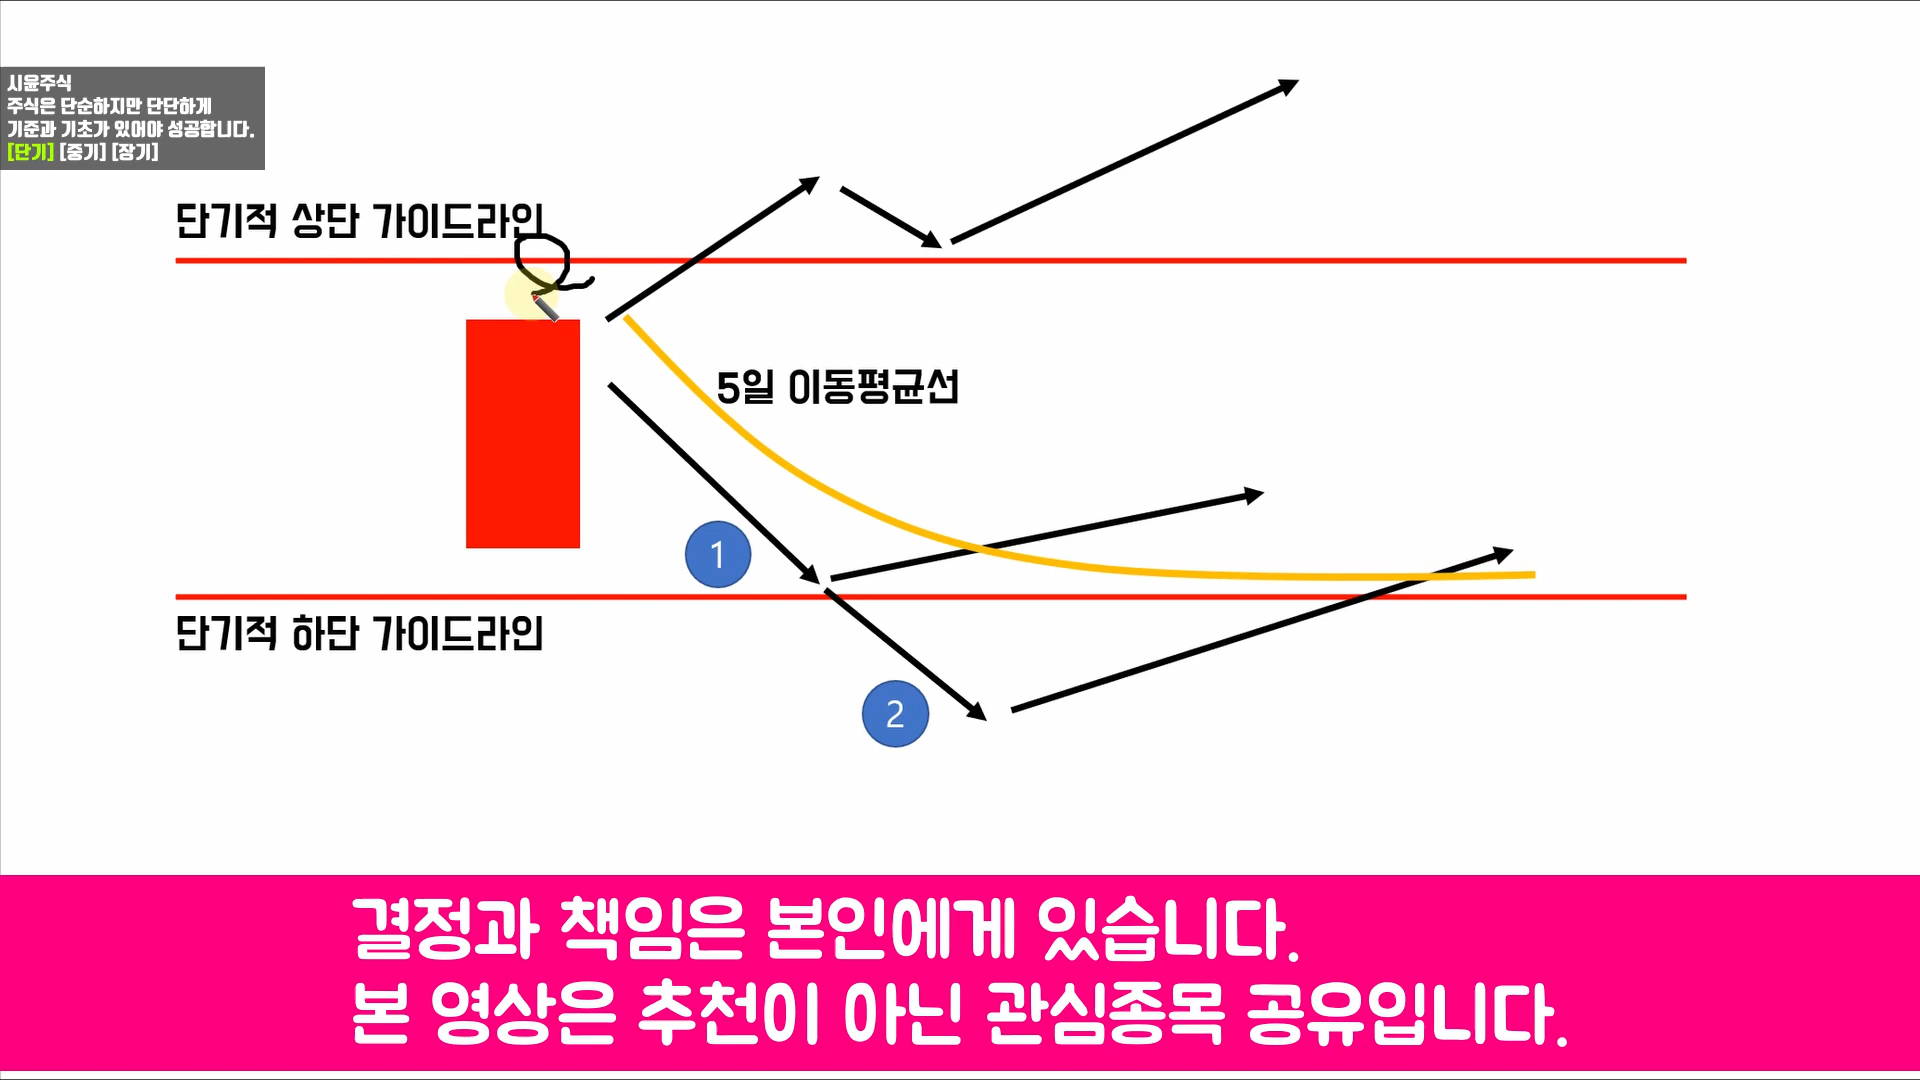 시윤주식
주식은 단순하지만 단단하게
기준과 기초가 있어야 성공합니다.
[단기] [중기] [장기]
단기적 상단 가이드라인
5일 이동평균선
1
단기적 하단 가이드라인
2
결정과 책임은 본인에게 있습니다.
본 영상은 추천이 아닌 관심종목 공유입니다.